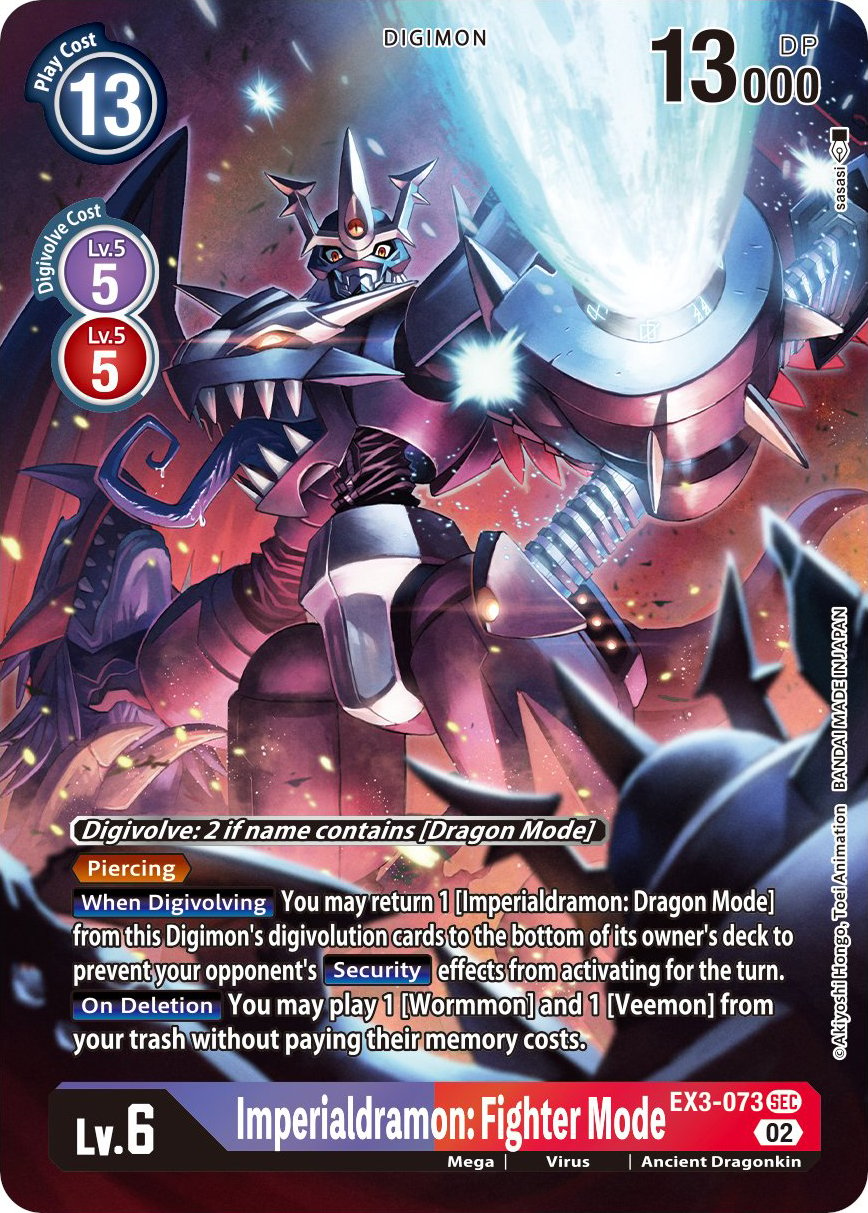 DIGIMON
Play Cost
13
13000 DP
sasasi
Digivolve Cost
Lv.5
5
Lv.5
5
©Akiyoshi Hongo, Toei Animation BANDAI MADE IN JAPAN
Digivolve: 2 if name contains [Dragon Mode]
Piercing
When Digivolving You may return 1 [Imperialdramon: Dragon Mode]
from this Digimon's digivolution cards to the bottom of its owner's deck to
prevent your opponent's Security effects from activating for the turn.
On Deletion You may play 1 [Wormmon] and 1 [Veemon] from
your trash without paying their memory costs.
Lv.6
Imperialdramon: Fighter Mode
EX3-073 SEC
02
Mega | Virus | Ancient Dragonkin